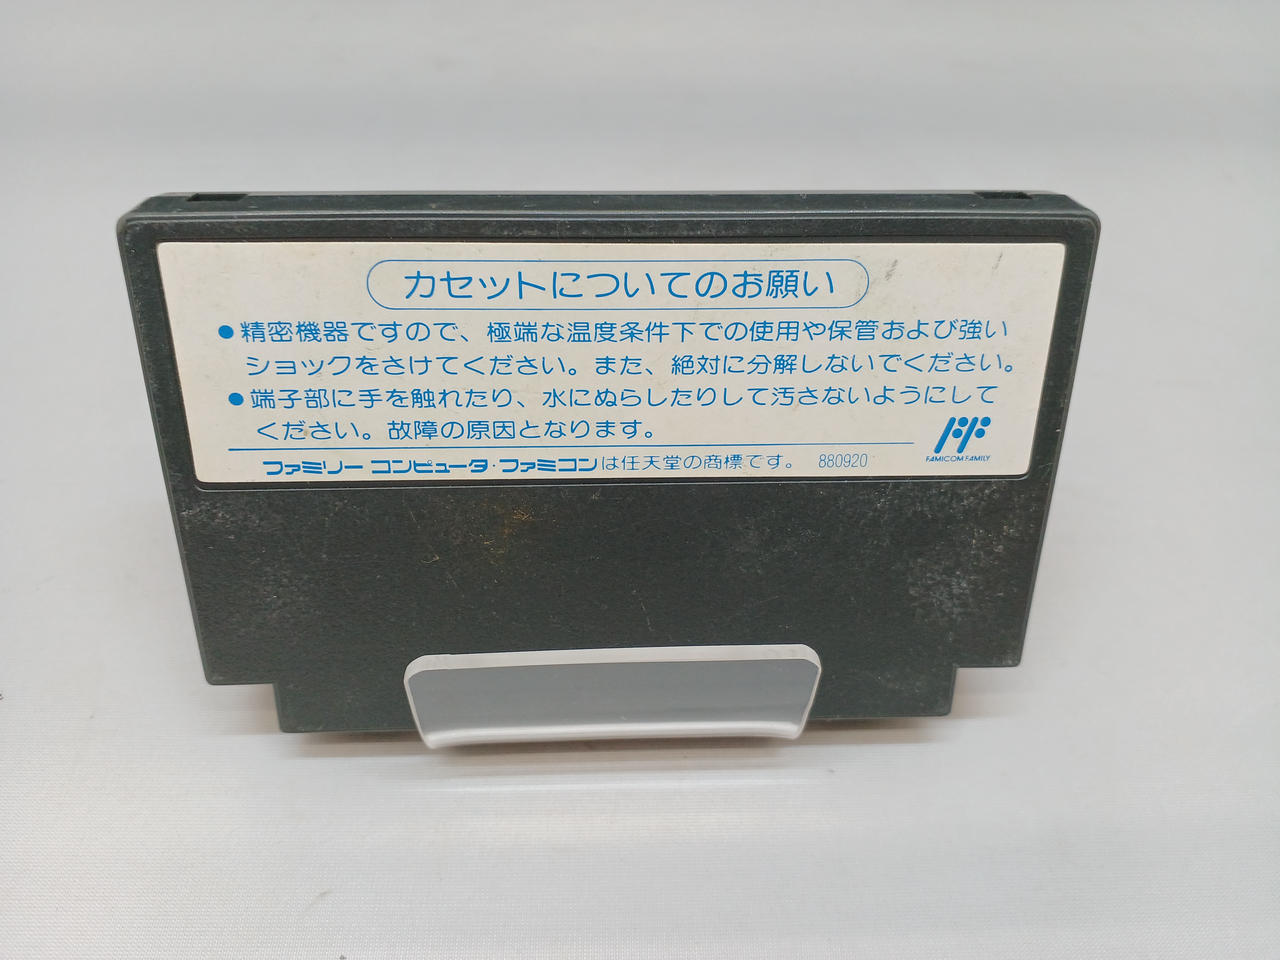 カセットについてのお願い
●精密機器ですので、極端な温度条件下での使用や保管および強い
ショックをさけてください。また、絶対に分解しないでください。
●端子部に手を触れたり、水にぬらしたりして汚さないようにして
ください。故障の原因となります。
FAMICOM FAMILY
ファミリー コンピュータ・ファミコンは任天堂の商標です。 880920